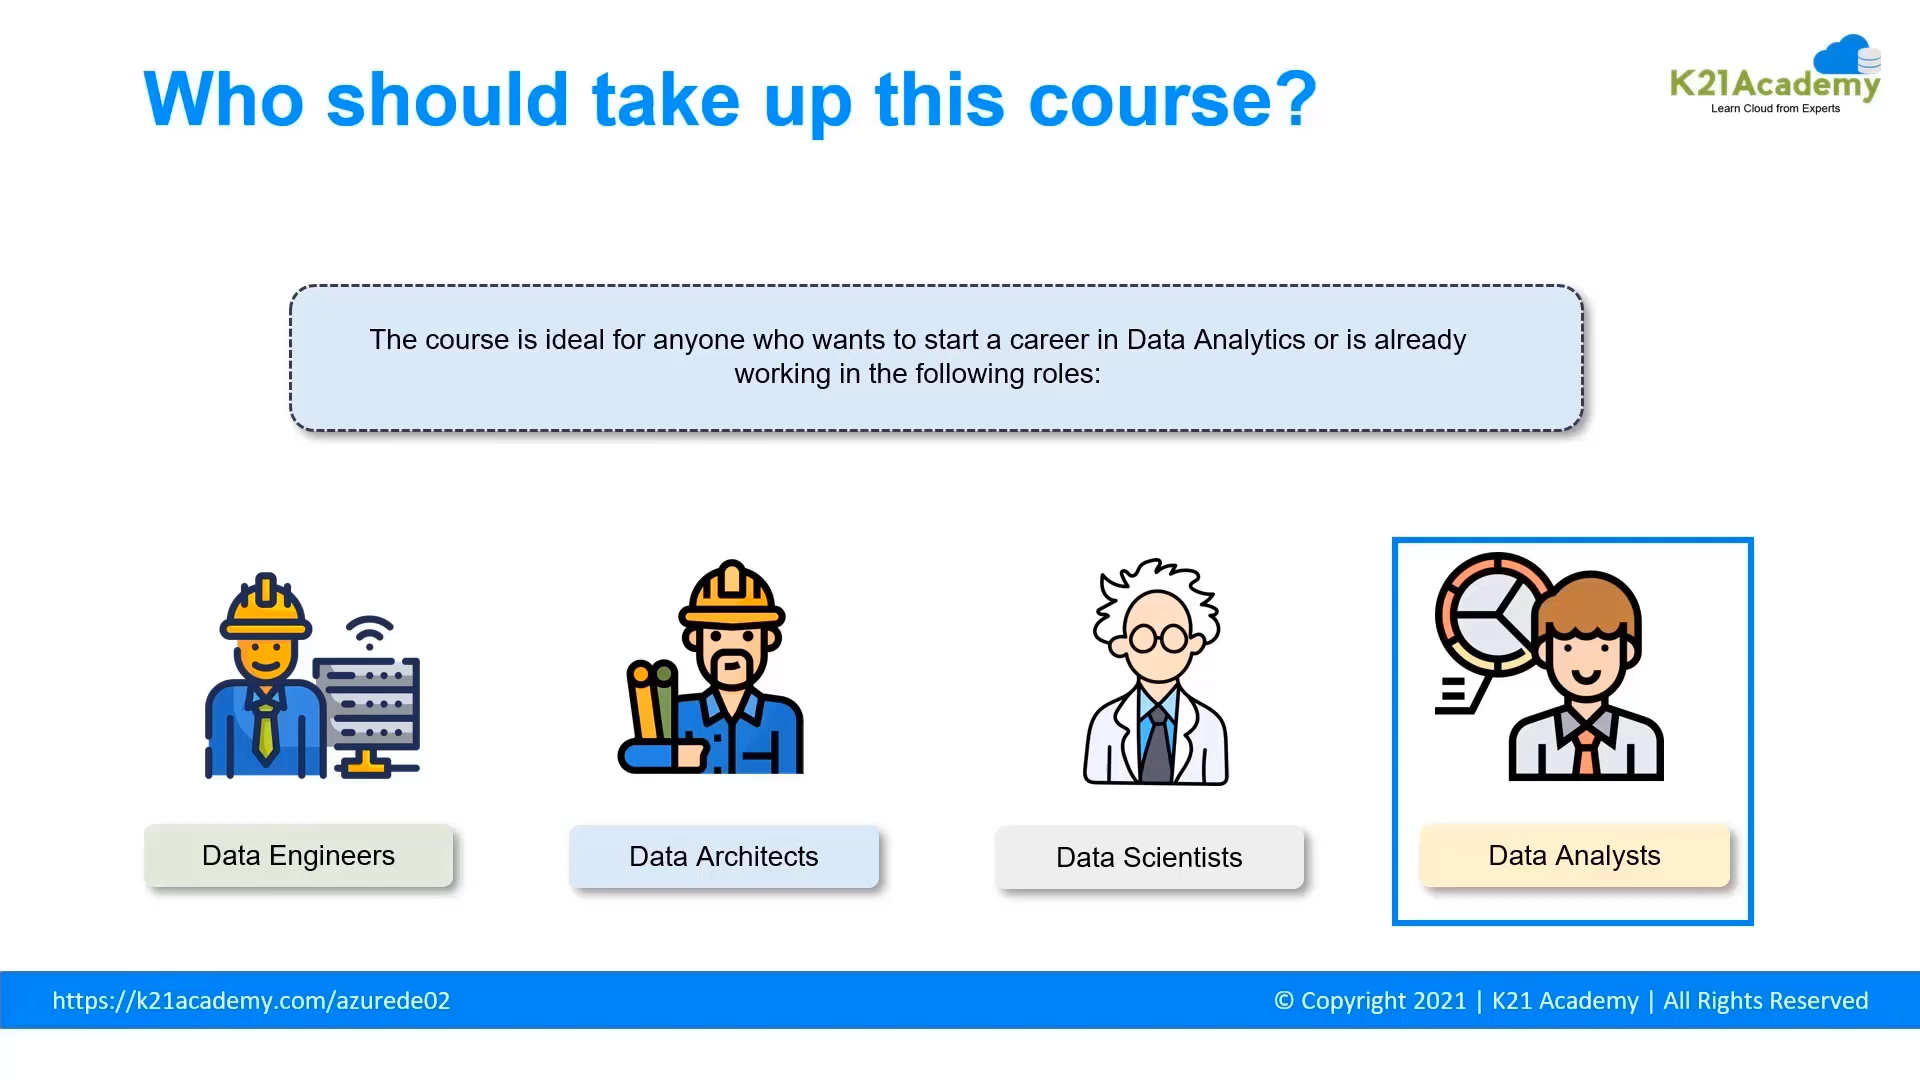 Who should take up this course?
K21Academy
Learn Cloud from Experts
The course is ideal for anyone who wants to start a career in Data Analytics or is already
working in the following roles:
Data Engineers
Data Architects
Data Scientists
Data Analysts
https://k21academy.com/azurede02
© Copyright 2021 | K21 Academy | All Rights Reserved